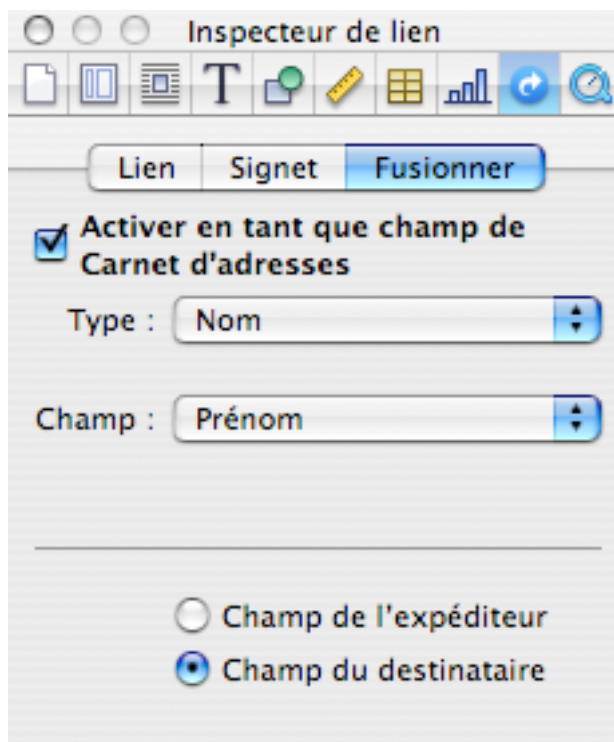 Inspecteur de lien
T
Lien Signet Fusionner
Activer en tant que champ de
Carnet d'adresses
Type : Nom
Champ : Prénom
Champ de l'expéditeur
Champ du destinataire